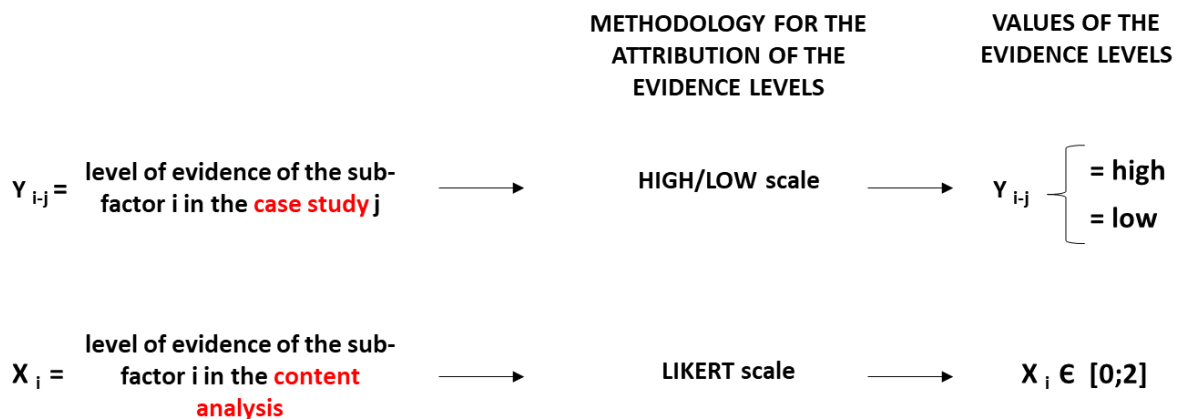 METHODOLOGY FOR THE
ATTRIBUTION OF THE
EVIDENCE LEVELS
VALUES OF THE
EVIDENCE LEVELS
Y i-j =
level of evidence of the sub-
factor i in the case study j
HIGH/LOW scale
Y i-j
= high
= low
X i =
level of evidence of the sub-
factor i in the content
analysis
LIKERT scale
X i Є [0;2]